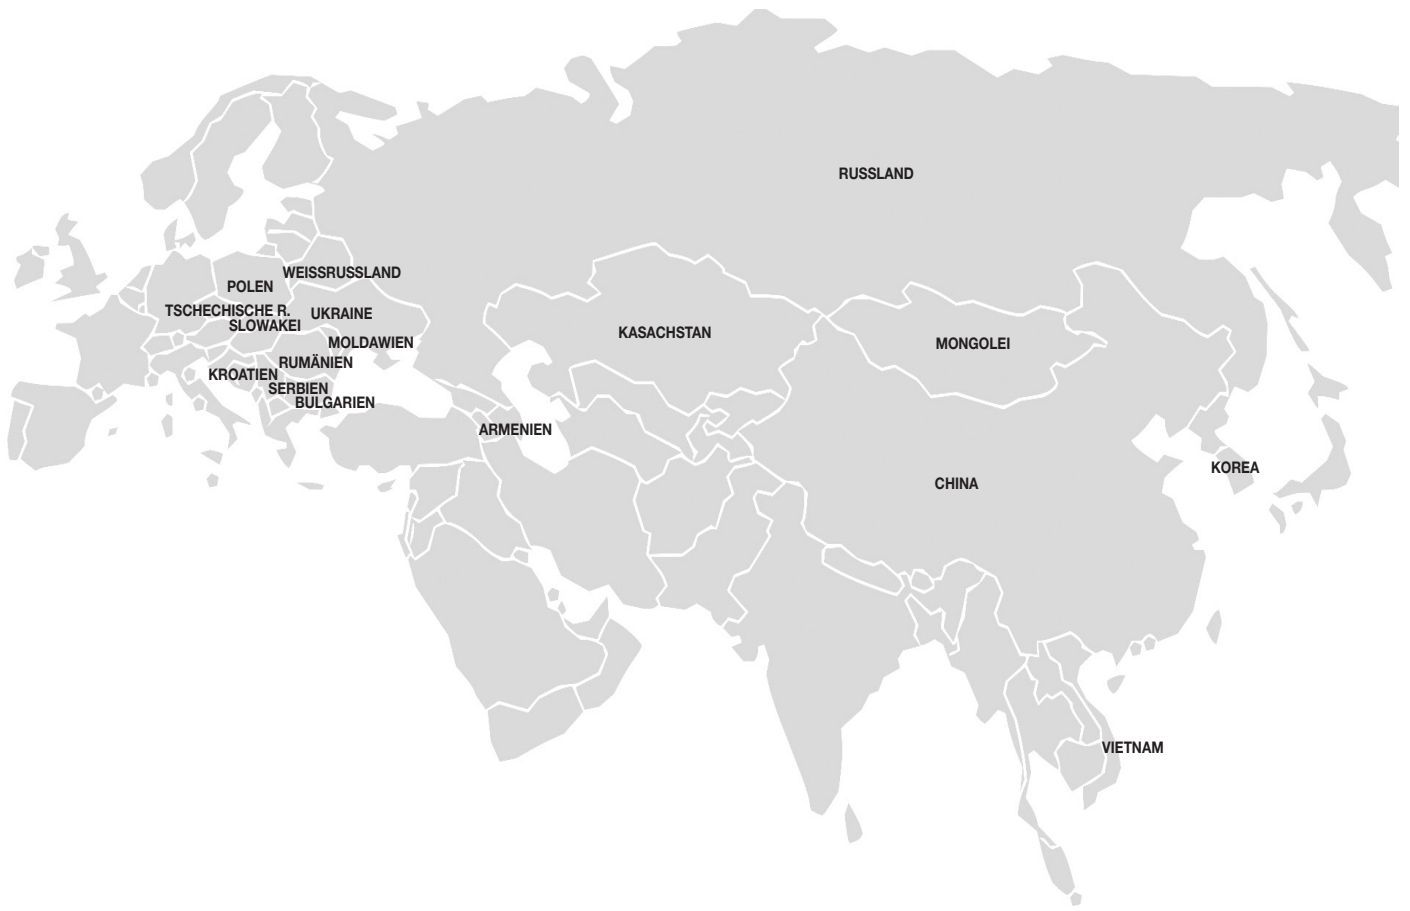 RUSSLAND
WEISSRUSSLAND
POLEN
TSCHECHISCHE R.
UKRAINE
SLOWAKEI
KASACHSTAN
MOLDAWIEN
MONGOLEI
RUMÄNIEN
KROATIEN
SERBIEN
BULGARIEN
ARMENIEN
KOREA
CHINA
VIETNAM